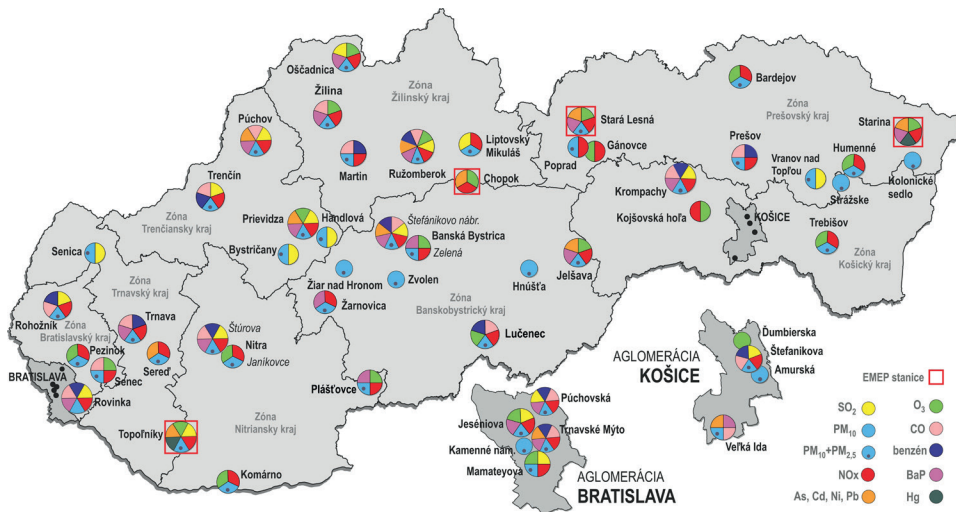 Oščadnica
Žilina
Zóna
Žilinský kraj
Púchov
Martin
Ružomberok
Liptovský
Mikuláš
Chopok
Stará Lesná
Gánovce
Poprad
Bardejov
Zóna
Prešovský kraj
Starina
Prešov
Humenné
Vranov nad
Topľou
Strážske
Kolonické
sedlo
Krompachy
Kojšovská hoľa
KOŠICE
Trebišov
Zóna
Košický kraj
Trenčín
Zóna
Trenčiansky kraj
Prievidza
Handlová
Bystričany
Štefánikovo nábr.
Banská Bystrica
Zelená
Jelšava
Hnúšťa
Zvolen
Žiar nad Hronom
Žarnovica
Zóna
Banskobystrický kraj
Lučenec
Plášťovce
Senica
Zóna
Trnavský kraj
Rohožník
Zóna
Bratislavský kraj
Trnava
Pezinok
Senec
Sereď
BRATISLAVA
Rovinka
Štúrova
Nitra
Janíkovce
Topoľníky
Zóna
Nitriansky kraj
Komárno
Púchovská
Jeséniova
Trnavské Mýto
Kamenné nám.
Mamateyova
AGLOMERÁCIA
BRATISLAVA
AGLOMERÁCIA
KOŠICE
Ďumbierska
Štefanikova
Amurská
Veľká Ida
EMEP stanice
SO2
O3
PM10
CO
PM10+PM2,5
benzén
NOx
BaP
As, Cd, Ni, Pb
Hg